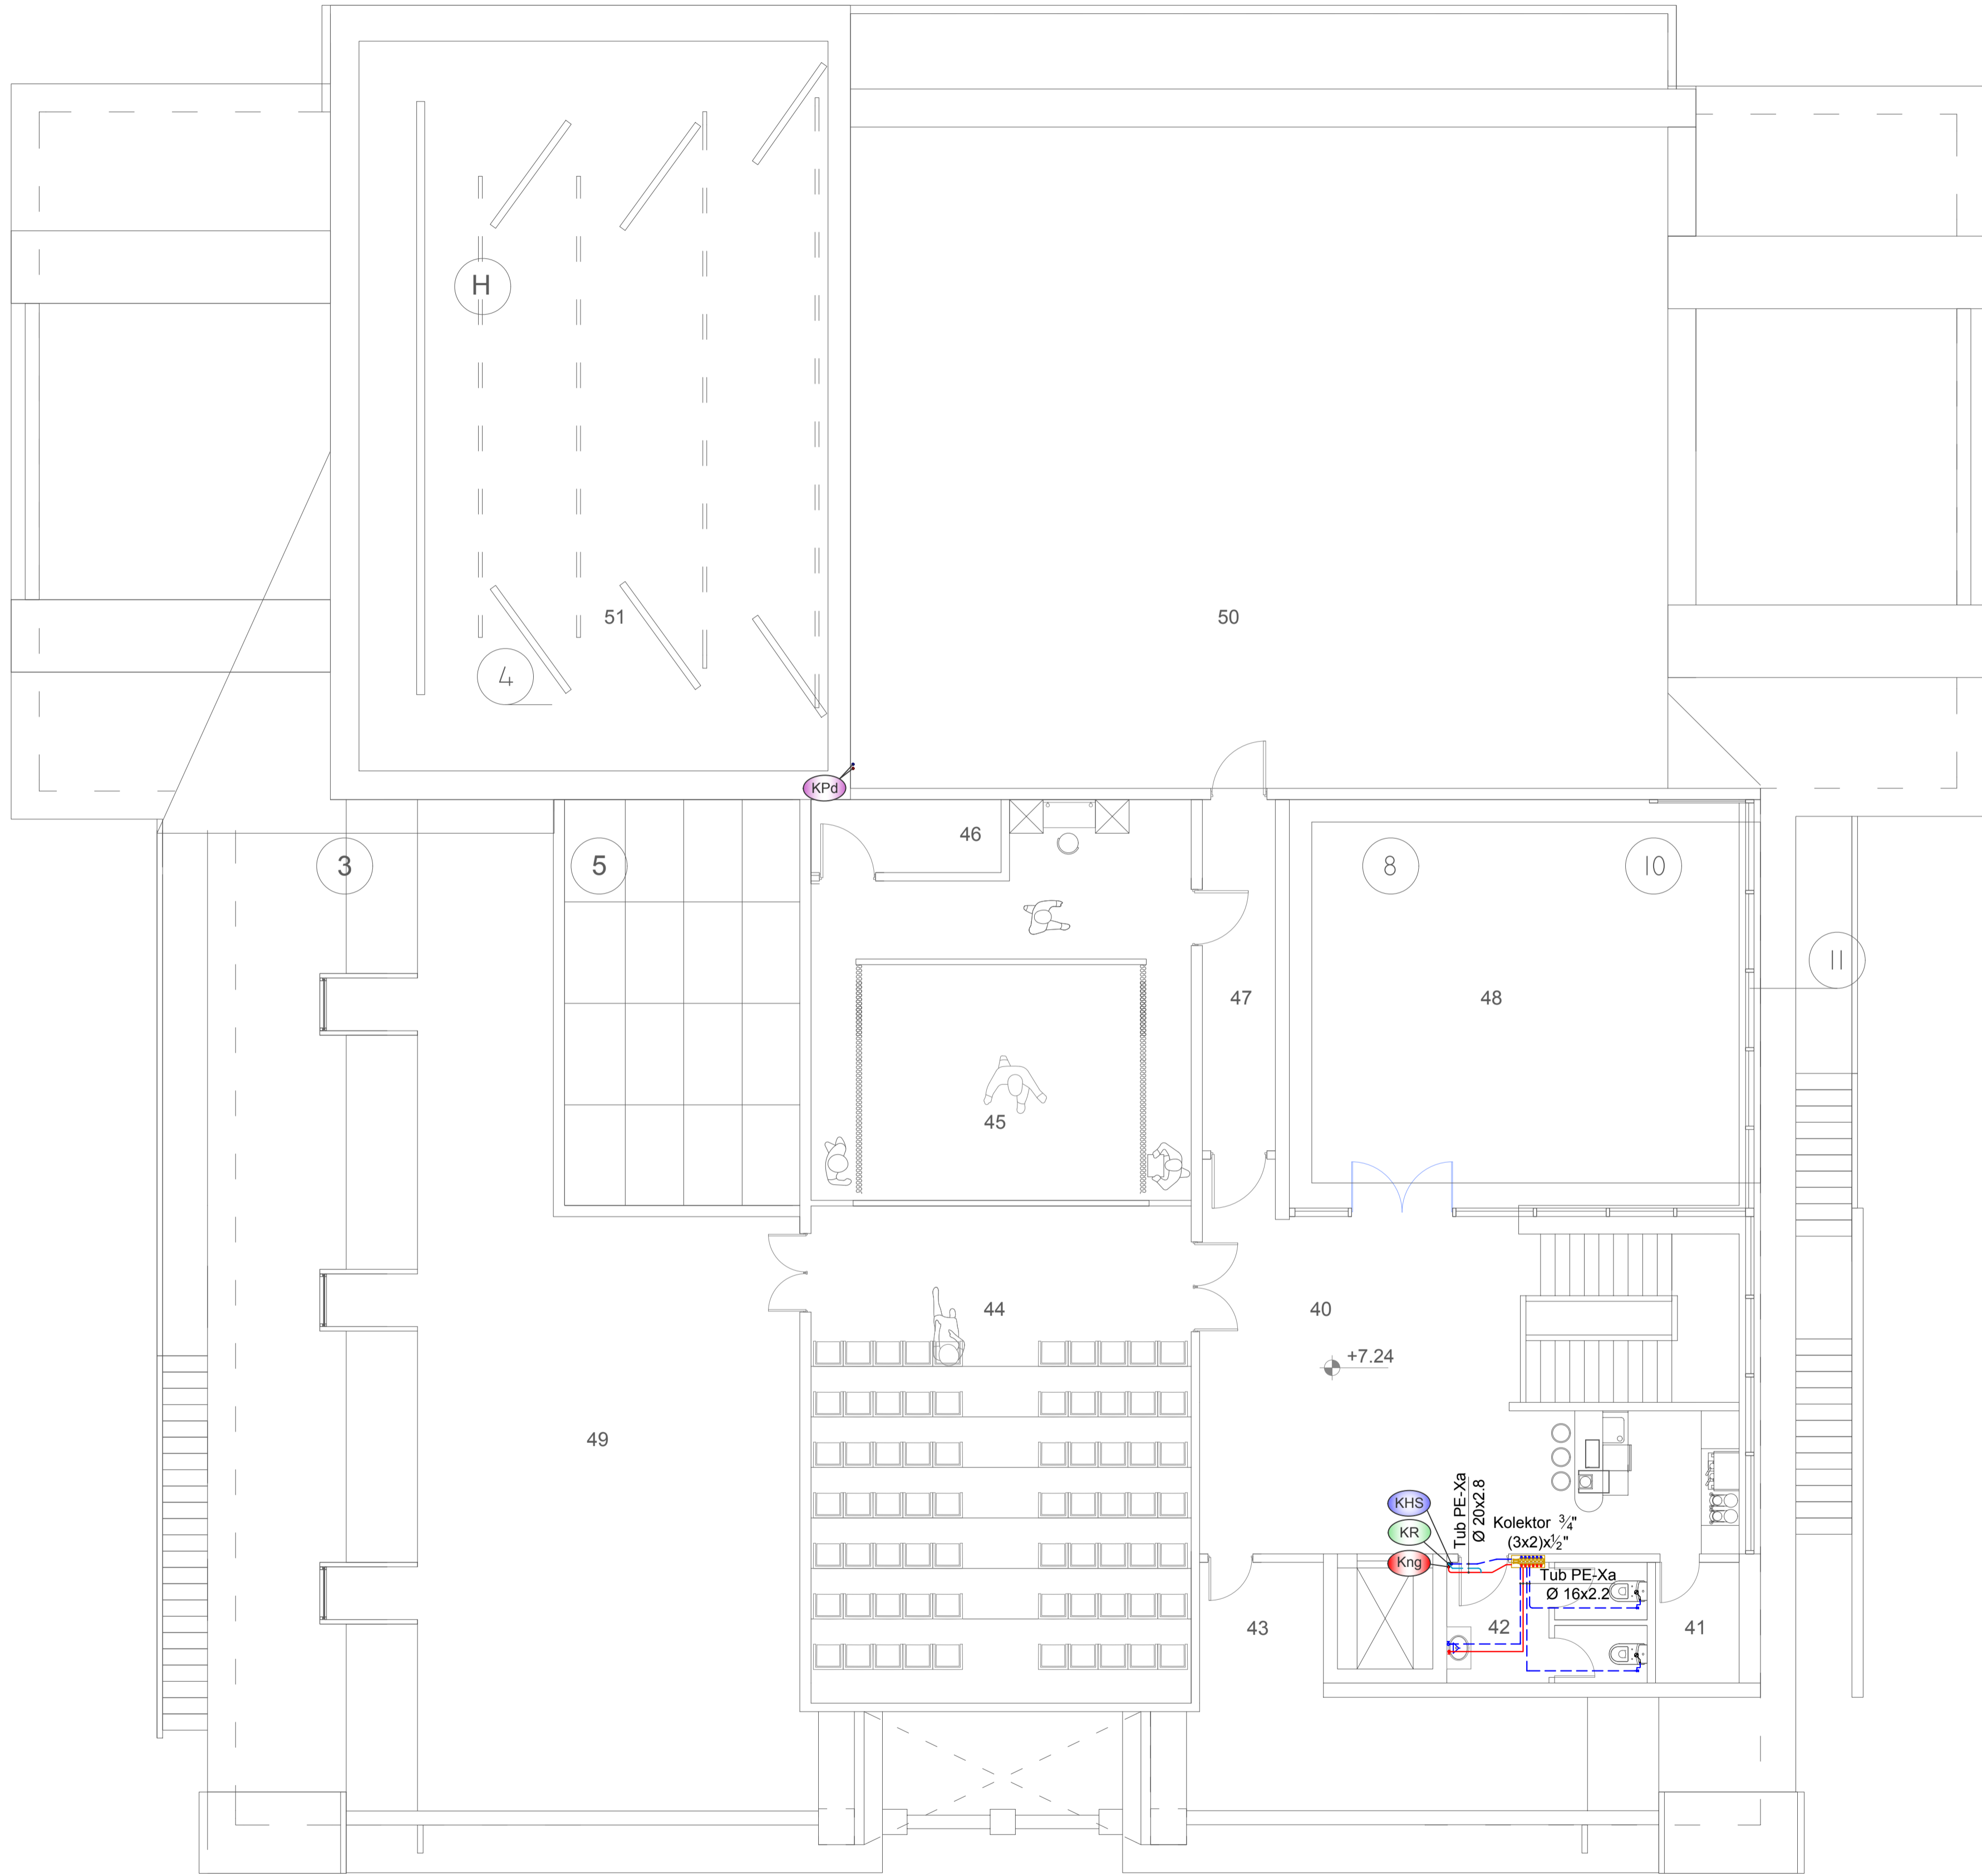 H
51
50
4
KPd
46
3
5
8
10
11
47
48
45
44
40
+7.24
49
Tub PE-Xa
Ø 20x2.8
KHS
KR
Kng
Kolektor ¾"
(3x2)x½"
Tub PE-Xa
Ø 16x2.2
43
42
41